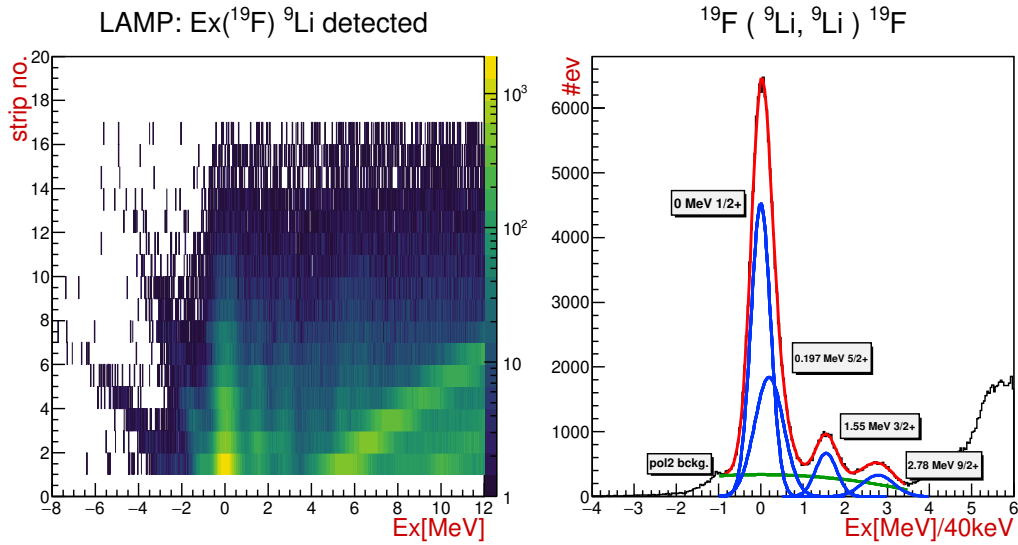 LAMP: Ex(¹⁹F) ⁹Li detected
strip no.
20
18
16
14
12
10
8
6
4
2
0
−8 −6 −4 −2 0 2 4 6 8 10 12
Ex[MeV]
10³
10²
10
1
¹⁹F ( ⁹Li, ⁹Li ) ¹⁹F
#ev
6000
5000
4000
3000
2000
1000
0
0 MeV 1/2+
0.197 MeV 5/2+
1.55 MeV 3/2+
2.78 MeV 9/2+
pol2 bckg.
−4 −3 −2 −1 0 1 2 3 4 5 6
Ex[MeV]/40keV